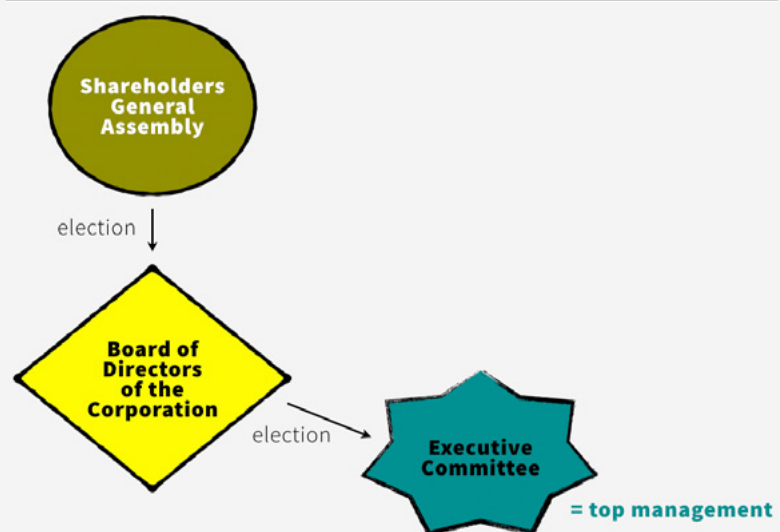 Shareholders
General
Assembly
election
Board of
Directors
of the
Corporation
election
Executive
Committee
= top management